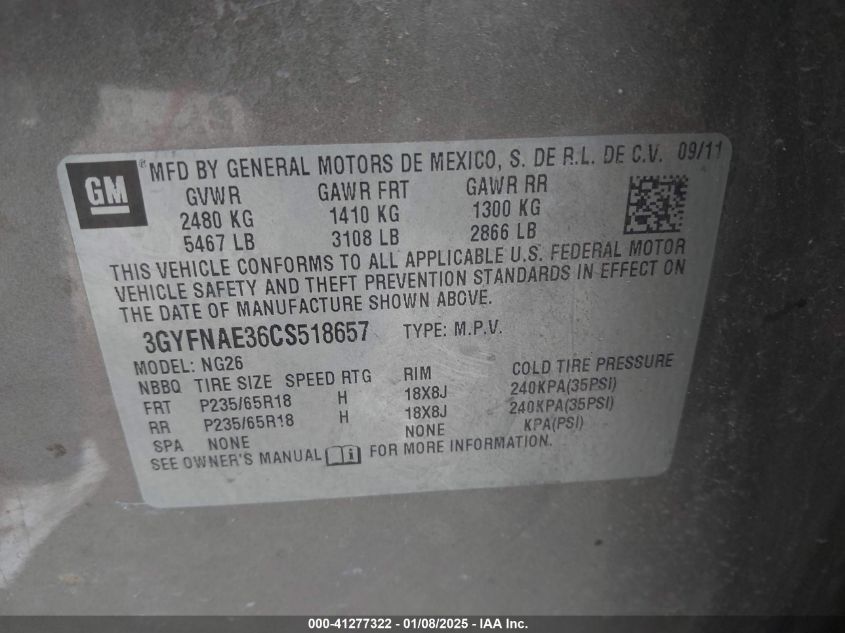 GM ® MFD BY GENERAL MOTORS DE MEXICO, S. DE R.L. DE C.V. 09/11
GVWR GAWR FRT GAWR RR
2480 KG 1410 KG 1300 KG
5467 LB 3108 LB 2866 LB
THIS VEHICLE CONFORMS TO ALL APPLICABLE U.S. FEDERAL MOTOR
VEHICLE SAFETY AND THEFT PREVENTION STANDARDS IN EFFECT ON
THE DATE OF MANUFACTURE SHOWN ABOVE.
3GYFNAE36CS518657 TYPE: M.P.V.
MODEL: NG26
NBBQ TIRE SIZE SPEED RTG RIM COLD TIRE PRESSURE
FRT P235/65R18 H 18X8J 240KPA(35PSI)
RR P235/65R18 H 18X8J 240KPA(35PSI)
SPA NONE NONE KPA(PSI)
SEE OWNER'S MANUAL i FOR MORE INFORMATION.
000-41277322 — 01/08/2025 — IAA Inc.